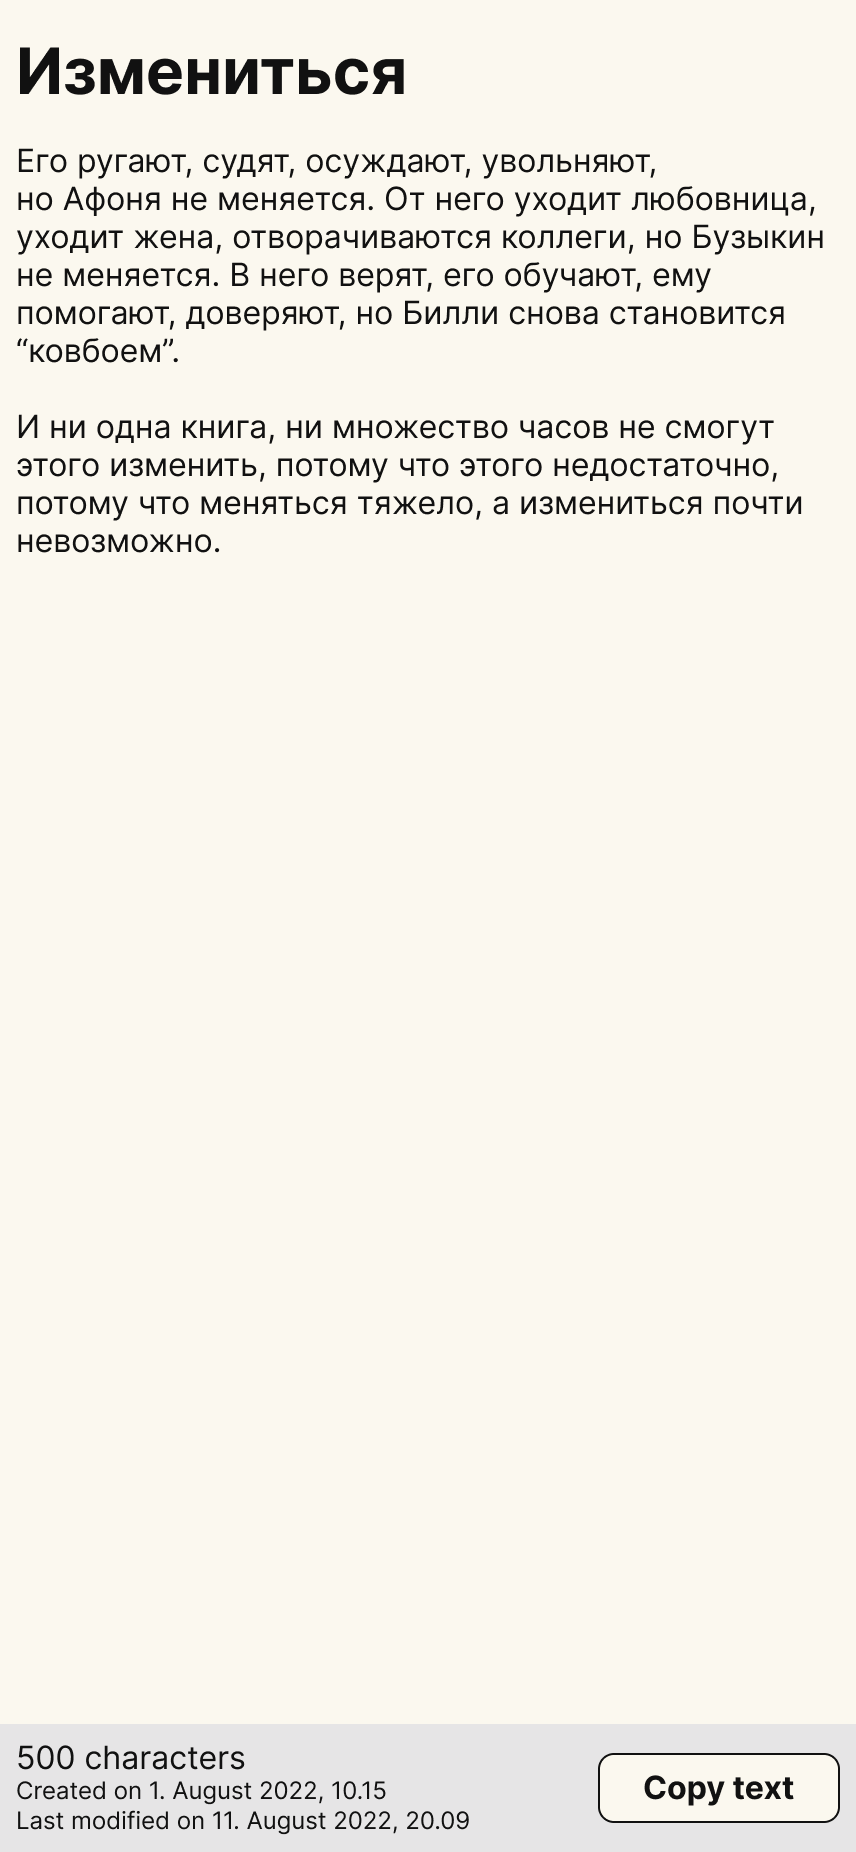 Измениться
Его ругают, судят, осуждают, увольняют,
но Афоня не меняется. От него уходит любовница,
уходит жена, отворачиваются коллеги, но Бузыкин
не меняется. В него верят, его обучают, ему
помогают, доверяют, но Билли снова становится
“ковбоем”.
И ни одна книга, ни множество часов не смогут
этого изменить, потому что этого недостаточно,
потому что меняться тяжело, а измениться почти
невозможно.
500 characters
Created on 1. August 2022, 10.15
Last modified on 11. August 2022, 20.09
Copy text